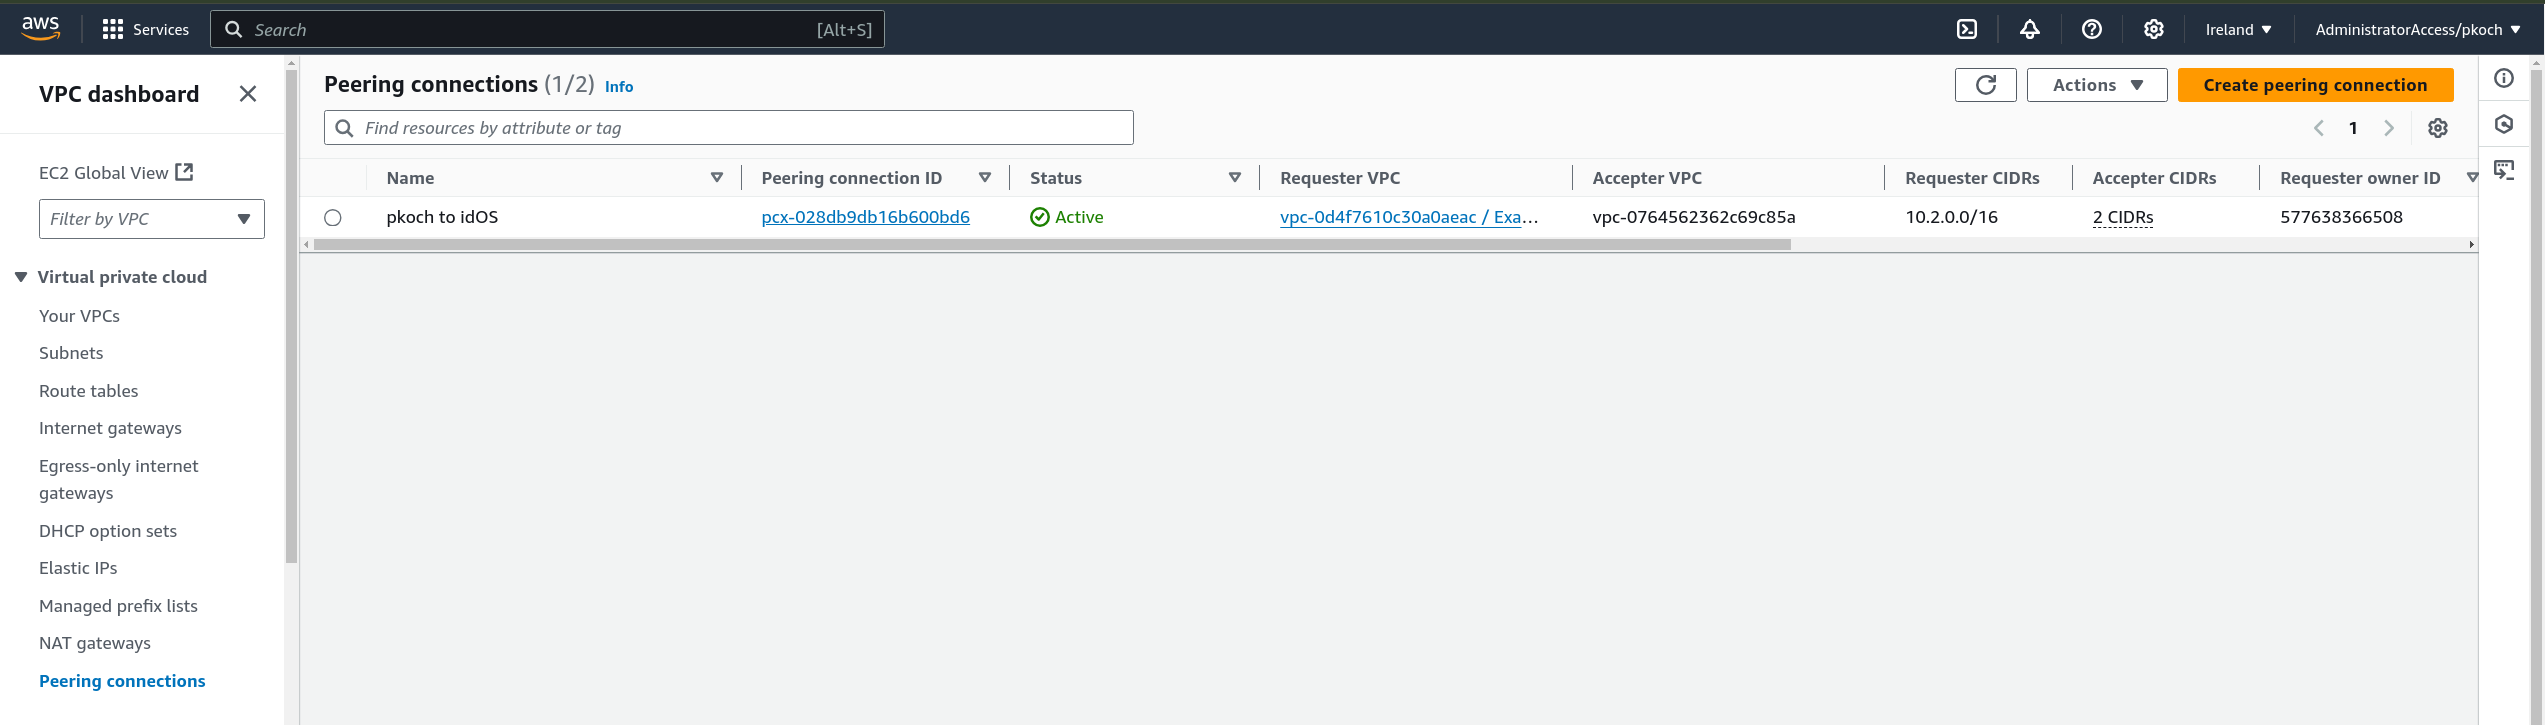 aws
Services
Search
[Alt+S]
Ireland
AdministratorAccess/pkoch
VPC dashboard
EC2 Global View
Filter by VPC
Virtual private cloud
Your VPCs
Subnets
Route tables
Internet gateways
Egress-only internet
gateways
DHCP option sets
Elastic IPs
Managed prefix lists
NAT gateways
Peering connections
Peering connections (1/2) Info
Actions
Create peering connection
Find resources by attribute or tag
1
Name Peering connection ID Status Requester VPC Accepter VPC Requester CIDRs Accepter CIDRs Requester owner ID
pkoch to idOS pcx-028db9db16b600bd6 Active vpc-0d4f7610c30a0aeac / Exa… vpc-0764562362c69c85a 10.2.0.0/16 2 CIDRs 577638366508